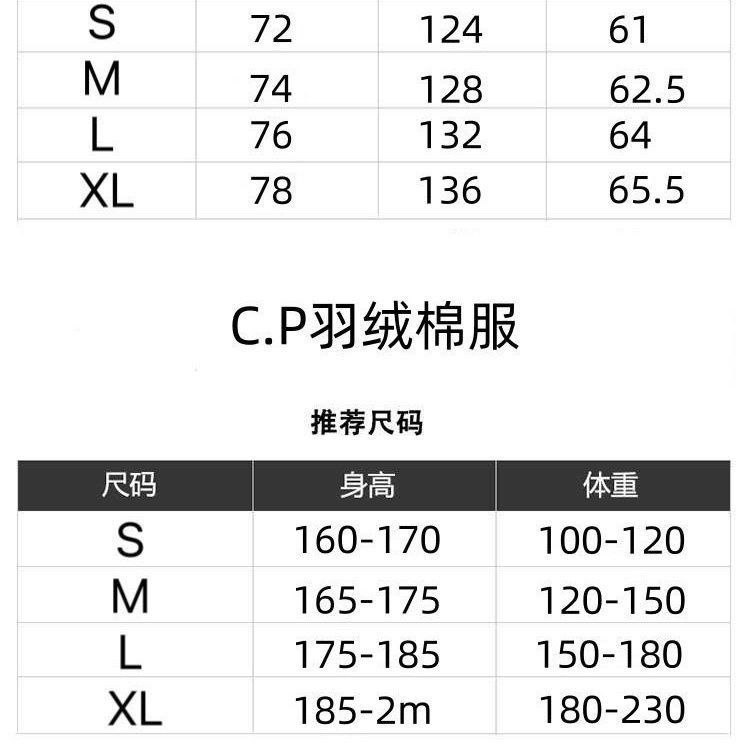 S 72 124 61
M 74 128 62.5
L 76 132 64
XL 78 136 65.5
C.P羽绒棉服
推荐尺码
尺码 身高 体重
S 160-170 100-120
M 165-175 120-150
L 175-185 150-180
XL 185-2m 180-230